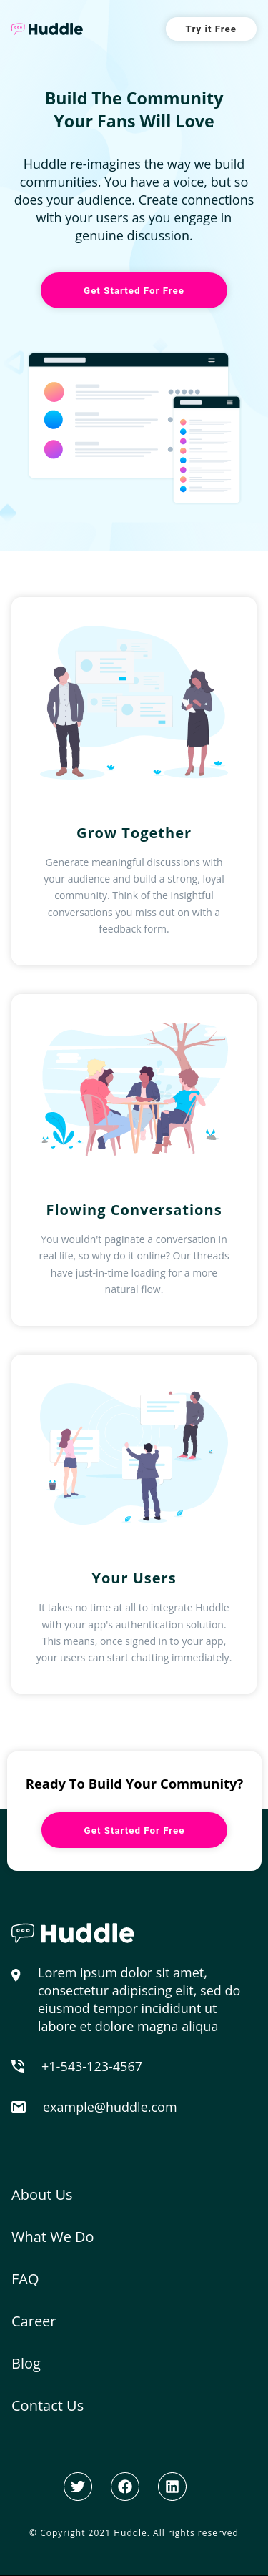 Huddle
Try it Free
Build The Community
Your Fans Will Love
Huddle re-imagines the way we build
communities. You have a voice, but so
does your audience. Create connections
with your users as you engage in
genuine discussion.
Get Started For Free
Grow Together
Generate meaningful discussions with
your audience and build a strong, loyal
community. Think of the insightful
conversations you miss out on with a
feedback form.
Flowing Conversations
You wouldn't paginate a conversation in
real life, so why do it online? Our threads
have just-in-time loading for a more
natural flow.
Your Users
It takes no time at all to integrate Huddle
with your app's authentication solution.
This means, once signed in to your app,
your users can start chatting immediately.
Ready To Build Your Community?
Get Started For Free
Huddle
Lorem ipsum dolor sit amet,
consectetur adipiscing elit, sed do
eiusmod tempor incididunt ut
labore et dolore magna aliqua
+1-543-123-4567
example@huddle.com
About Us
What We Do
FAQ
Career
Blog
Contact Us
© Copyright 2021 Huddle. All rights reserved